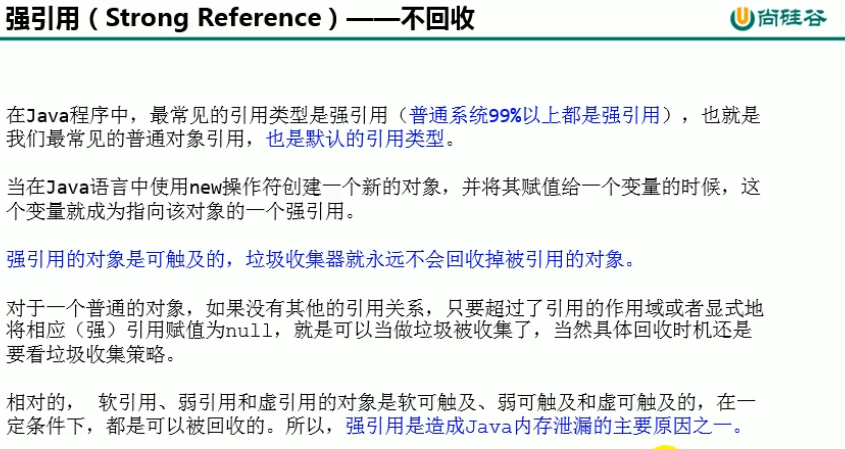 强引用（Strong Reference）——不回收
尚硅谷
在Java程序中，最常见的引用类型是强引用（普通系统99%以上都是强引用），也就是
我们最常见的普通对象引用，也是默认的引用类型。
当在Java语言中使用new操作符创建一个新的对象，并将其赋值给一个变量的时候，这
个变量就成为指向该对象的一个强引用。
强引用的对象是可触及的，垃圾收集器就永远不会回收掉被引用的对象。
对于一个普通的对象，如果没有其他的引用关系，只要超过了引用的作用域或者显式地
将相应（强）引用赋值为null，就是可以当做垃圾被收集了，当然具体回收时机还是
要看垃圾收集策略。
相对的， 软引用、弱引用和虚引用的对象是软可触及、弱可触及和虚可触及的，在一
定条件下，都是可以被回收的。所以，强引用是造成Java内存泄漏的主要原因之一。